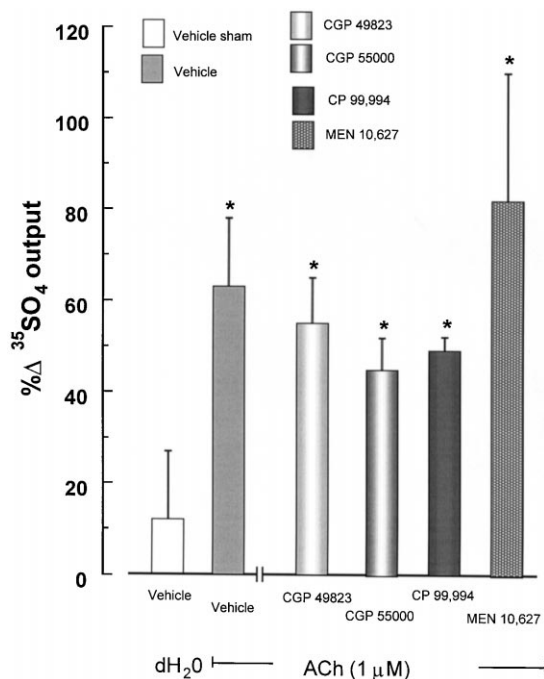 120
100
80
60
40
20
0
%Δ ³⁵SO₄ output
Vehicle sham
Vehicle
CGP 49823
CGP 55000
CP 99,994
MEN 10,627
*
*
*
*
*
Vehicle
Vehicle
CGP 49823
CGP 55000
CP 99,994
MEN 10,627
dH₂0
ACh (1 μM)